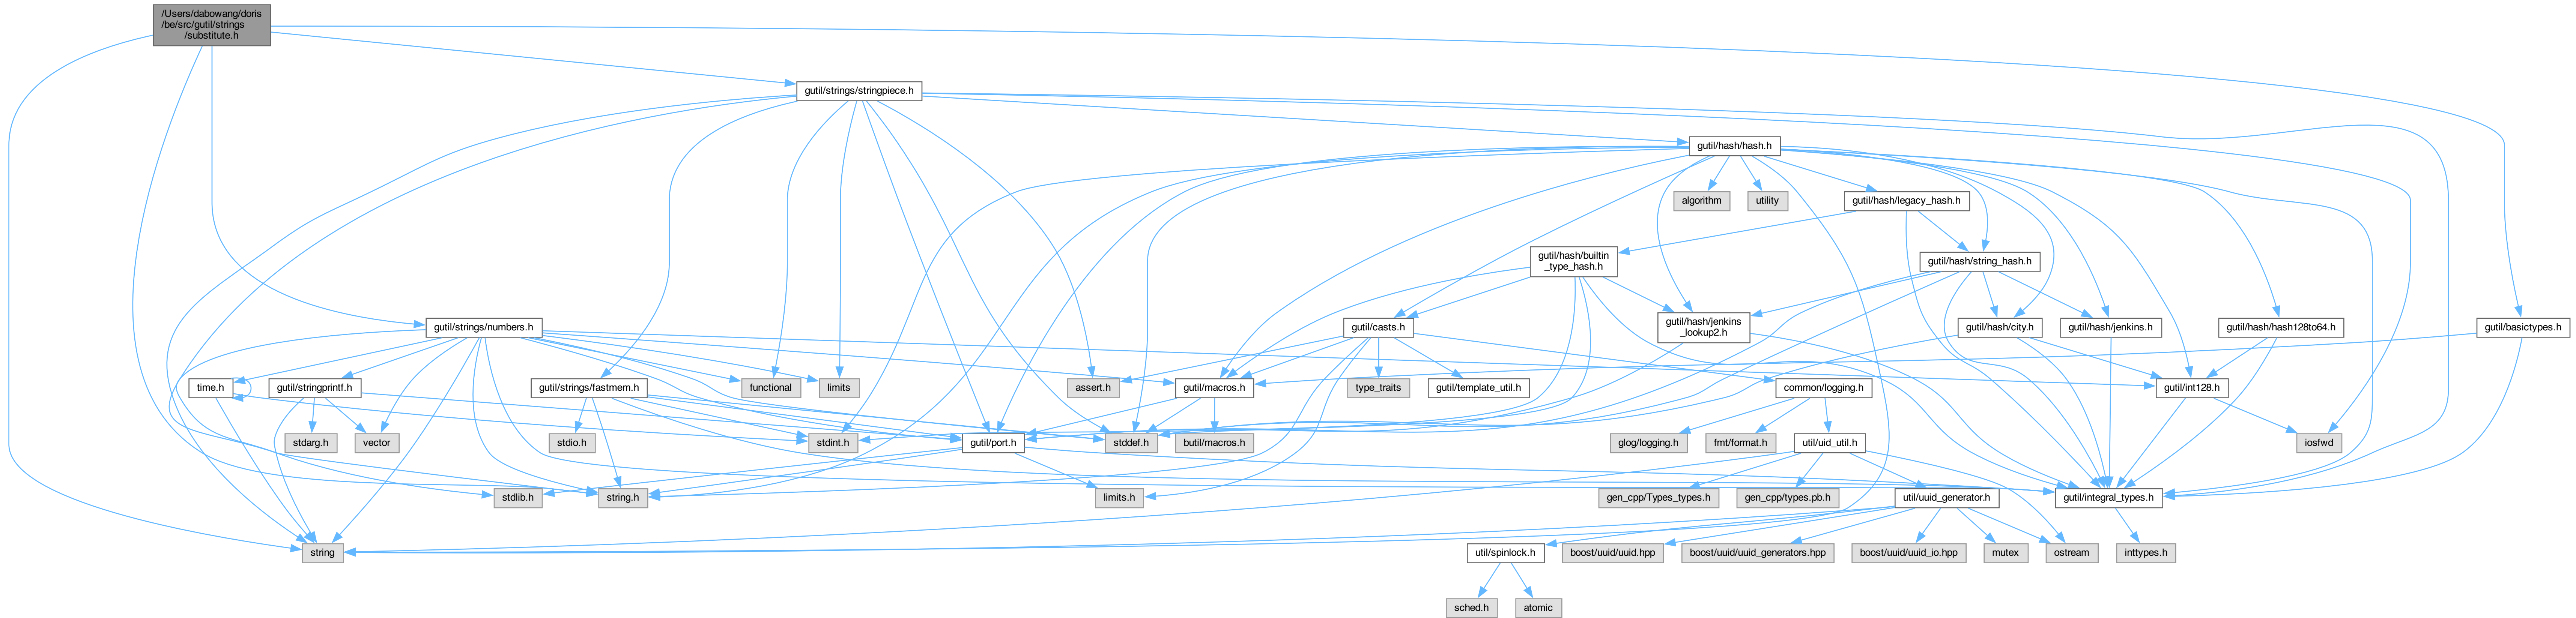 /Users/dabowang/doris
/be/src/gutil/strings
/substitute.h
gutil/strings/stringpiece.h
gutil/hash/hash.h
algorithm
utility
gutil/hash/legacy_hash.h
gutil/hash/builtin
_type_hash.h
gutil/hash/string_hash.h
gutil/strings/numbers.h
gutil/casts.h
gutil/hash/jenkins
_lookup2.h
gutil/hash/city.h
gutil/hash/jenkins.h
gutil/hash/hash128to64.h
gutil/basictypes.h
time.h
gutil/stringprintf.h
gutil/strings/fastmem.h
functional
limits
assert.h
gutil/macros.h
type_traits
gutil/template_util.h
common/logging.h
gutil/int128.h
stdarg.h
vector
stdio.h
stdint.h
gutil/port.h
stddef.h
butil/macros.h
glog/logging.h
fmt/format.h
util/uid_util.h
iosfwd
stdlib.h
string.h
limits.h
gen_cpp/Types_types.h
gen_cpp/types.pb.h
util/uuid_generator.h
gutil/integral_types.h
string
util/spinlock.h
boost/uuid/uuid.hpp
boost/uuid/uuid_generators.hpp
boost/uuid/uuid_io.hpp
mutex
ostream
inttypes.h
sched.h
atomic